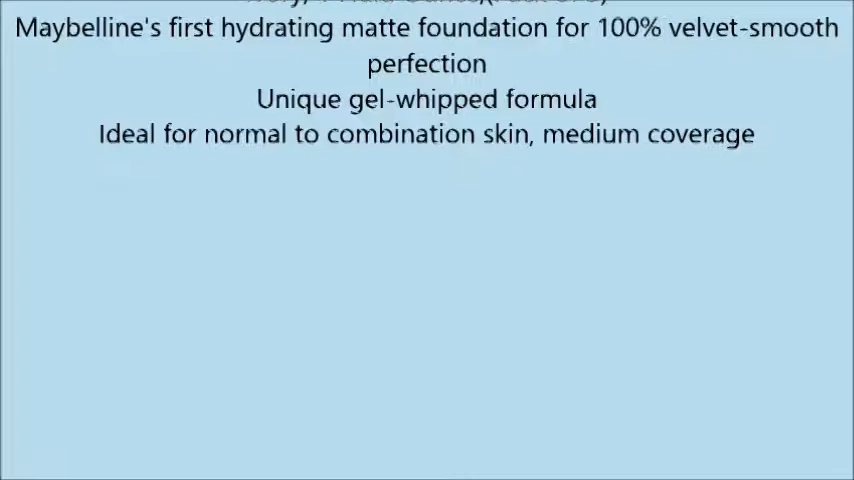 Maybelline's first hydrating matte foundation for 100% velvet-smooth
perfection
Unique gel-whipped formula
Ideal for normal to combination skin, medium coverage